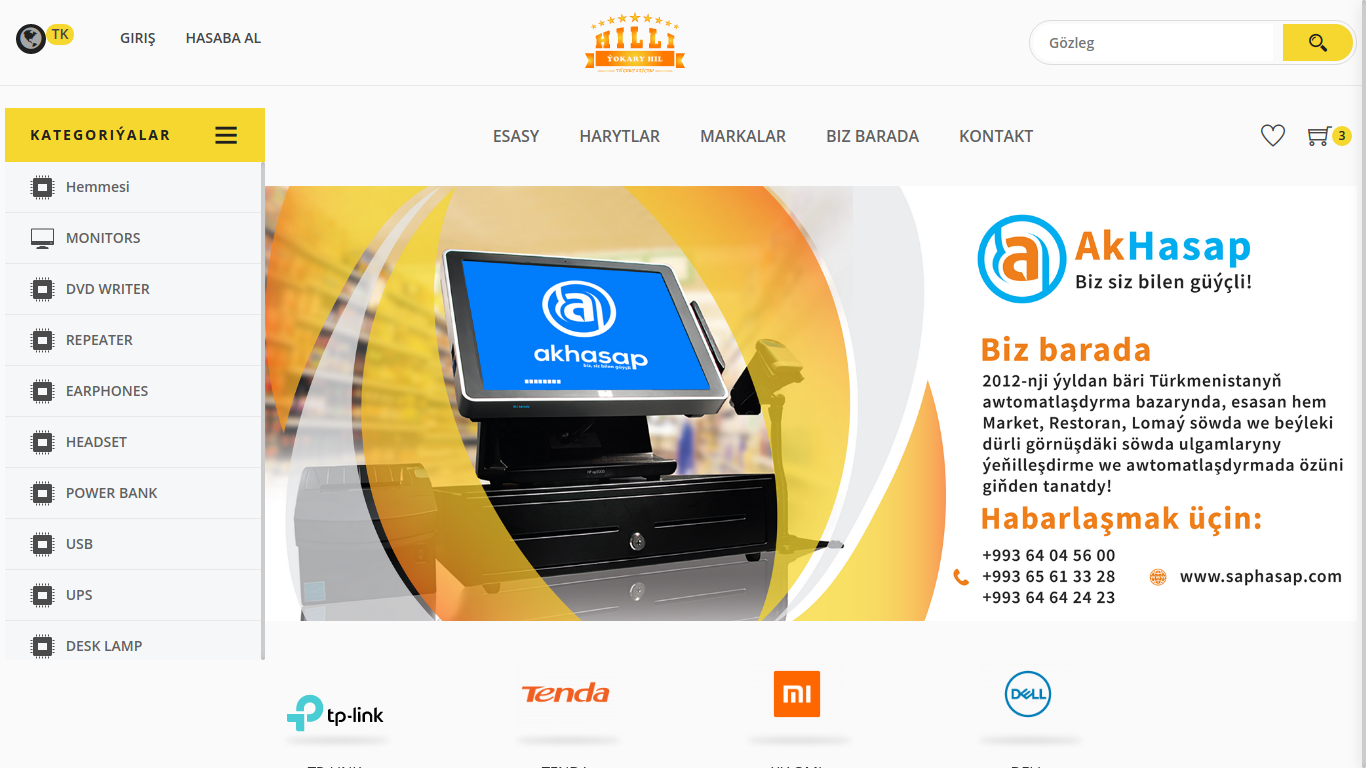 TK
GIRIŞ
HASABA AL
HILLI
ÝOKARY HIL
Gözleg
KATEGORIÝALAR
ESASY
HARYTLAR
MARKALAR
BIZ BARADA
KONTAKT
3
Hemmesi
MONITORS
DVD WRITER
REPEATER
EARPHONES
HEADSET
POWER BANK
USB
UPS
DESK LAMP
akhasap
biz, siz bilen güýçli
AkHasap
Biz siz bilen güýçli!
Biz barada
2012-nji ýyldan bäri Türkmenistanyň
awtomatlaşdyrma bazarynda, esasan hem
Market, Restoran, Lomaý söwda we beýleki
dürli görnüşdäki söwda ulgamlaryny
ýeňilleşdirme we awtomatlaşdyrmada özüni
giňden tanatdy!
Habarlaşmak üçin:
+993 64 04 56 00
+993 65 61 33 28
+993 64 64 24 23
www.saphasap.com
tp-link
Tenda
mi
DELL